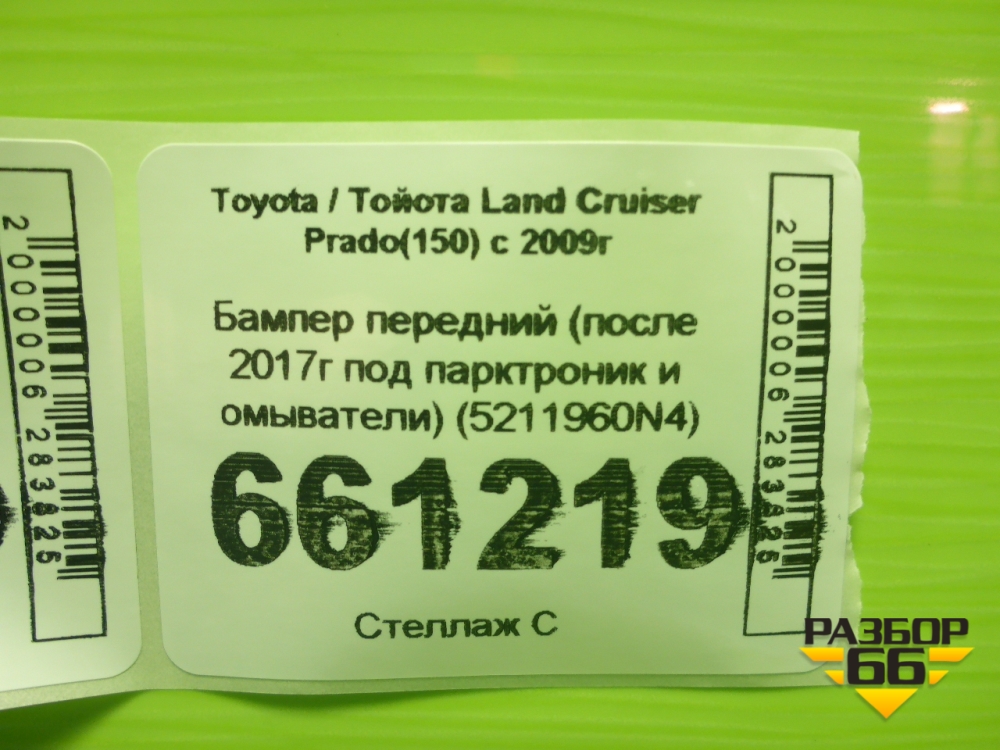 Toyota / Тойота Land Cruiser
Prado(150) с 2009г
Бампер передний (после
2017г под парктроник и
омыватели) (5211960N4)
661219
Стеллаж С
2000006283825
2000006283825
РАЗБОР
66